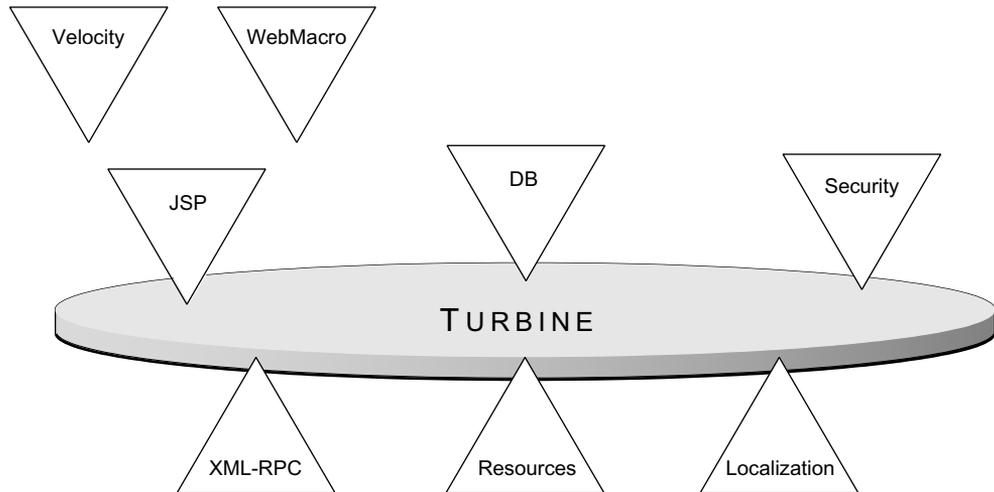 Velocity
WebMacro
JSP
DB
Security
TURBINE
XML-RPC
Resources
Localization